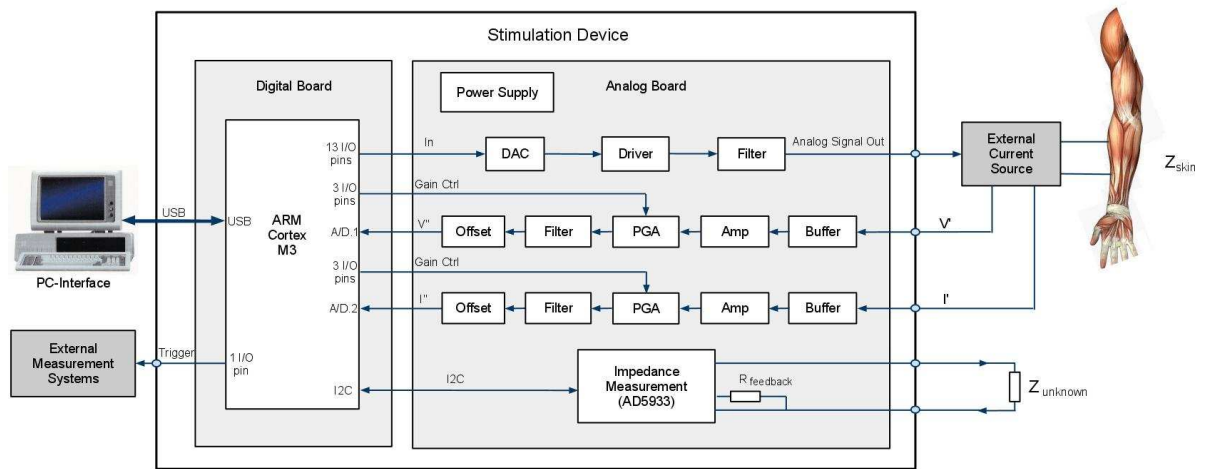 Stimulation Device
Digital Board
Analog Board
Power Supply
13 I/O
pins
In
DAC
Driver
Filter
Analog Signal Out
External
Current
Source
Z skin
3 I/O
pins
Gain Ctrl
USB
USB
ARM
Cortex
M3
A/D.1
V"
Offset
Filter
PGA
Amp
Buffer
V'
PC-Interface
3 I/O
pins
Gain Ctrl
A/D.2
I"
Offset
Filter
PGA
Amp
Buffer
I'
External
Measurement
Systems
Trigger
1 I/O
pin
I2C
I2C
Impedance
Measurement
(AD5933)
R feedback
Z unknown